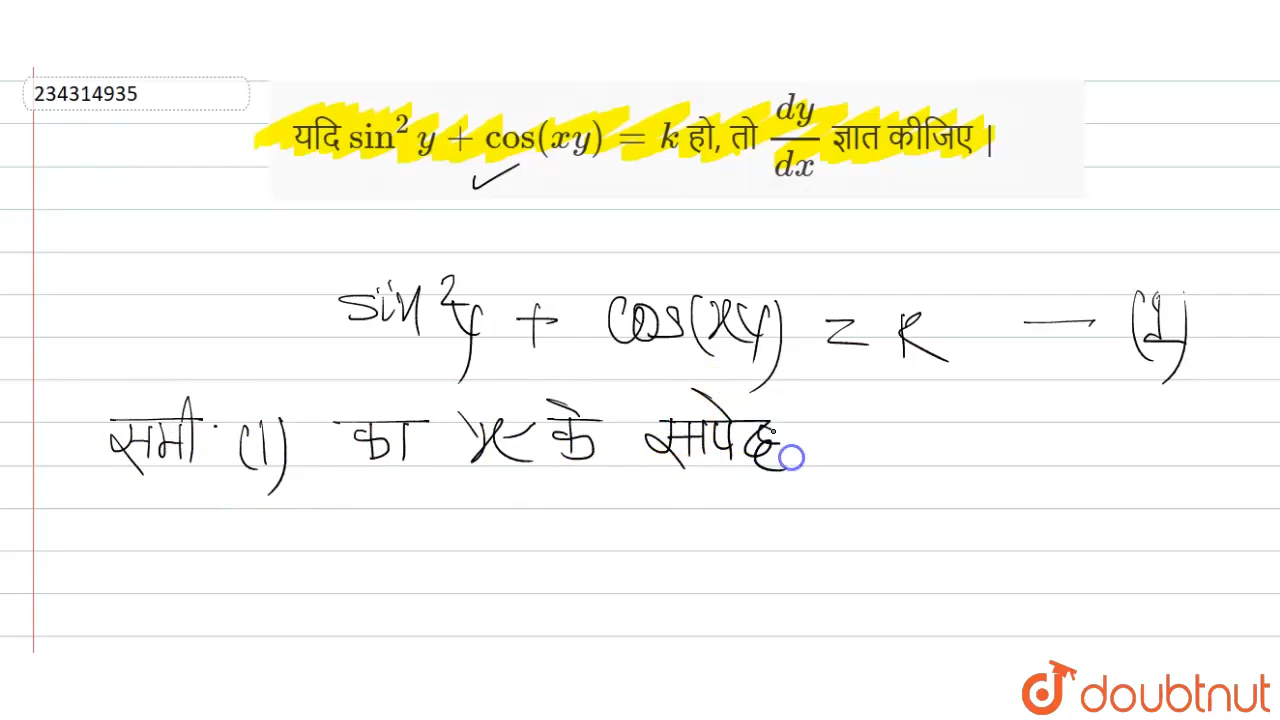 234314935
यदि sin² y + cos(xy) = k हो, तो dy/dx ज्ञात कीजिए।
sin²y + cos(xy) = k — (1)
समी. (1) का x के सापेक्ष
doubtnut